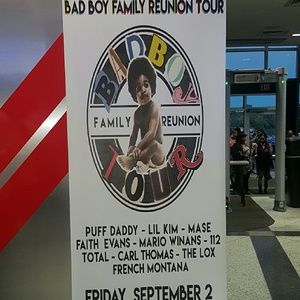 BAD BOY FAMILY REUNION TOUR
BAD BOY
FAMILY REUNION
TOUR
PUFF DADDY - LIL KIM - MASE
FAITH EVANS - MARIO WINANS - 112
TOTAL - CARL THOMAS - THE LOX
FRENCH MONTANA
FRIDAY, SEPTEMBER 2